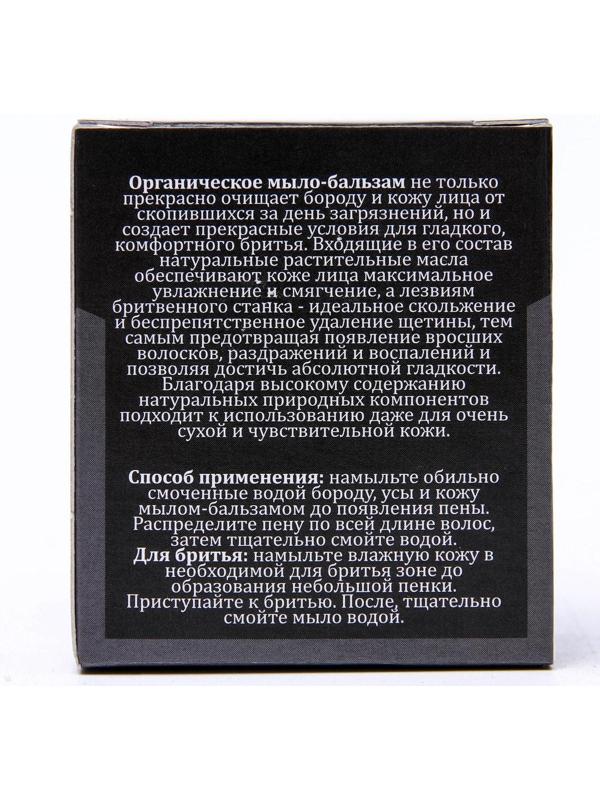 Органическое мыло-бальзам не только
прекрасно очищает бороду и кожу лица от
скопившихся за день загрязнений, но и
создает прекрасные условия для гладкого,
комфортного бритья. Входящие в его состав
натуральные растительные масла
обеспечивают коже лица максимальное
увлажнение и смягчение, а лезвиям
бритвенного станка - идеальное скольжение
и беспрепятственное удаление щетины, тем
самым предотвращая появление вросших
волосков, раздражений и воспалений и
позволяя достичь абсолютной гладкости.
Благодаря высокому содержанию
натуральных природных компонентов
подходит к использованию даже для очень
сухой и чувствительной кожи.
Способ применения: намыльте обильно
смоченные водой бороду, усы и кожу
мылом-бальзамом до появления пены.
Распределите пену по всей длине волос,
затем тщательно смойте водой.
Для бритья: намыльте влажную кожу в
необходимой для бритья зоне до
образования небольшой пенки.
Приступайте к бритью. После, тщательно
смойте мыло водой.